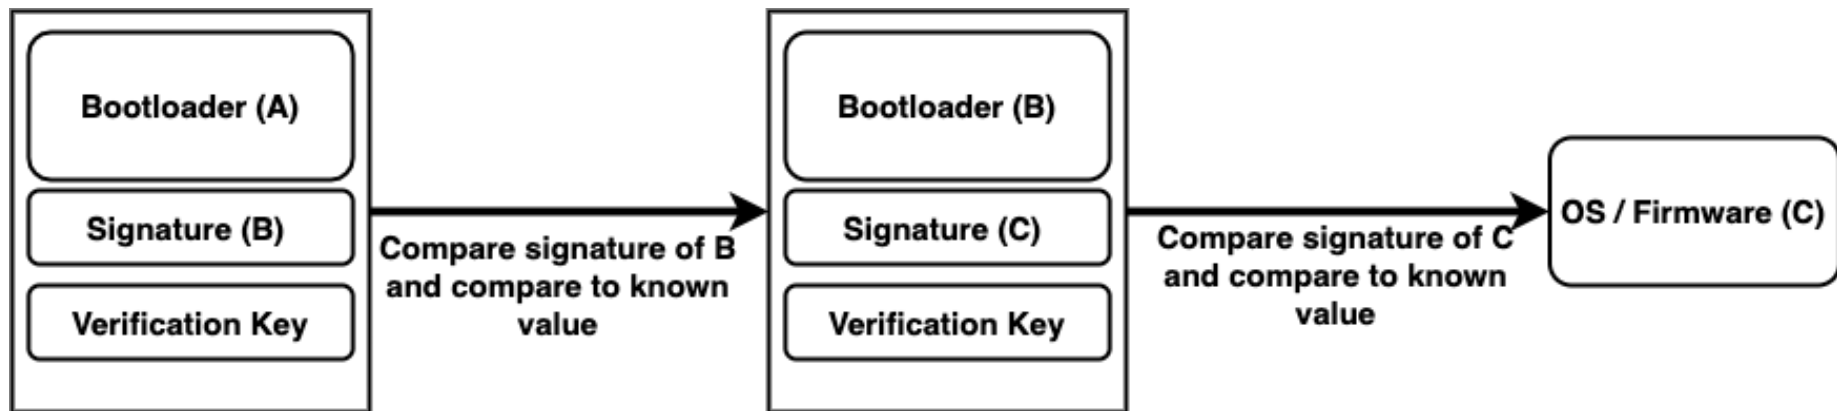 Bootloader (A)
Signature (B)
Verification Key
Compare signature of B
and compare to known
value
Bootloader (B)
Signature (C)
Verification Key
Compare signature of C
and compare to known
value
OS / Firmware (C)